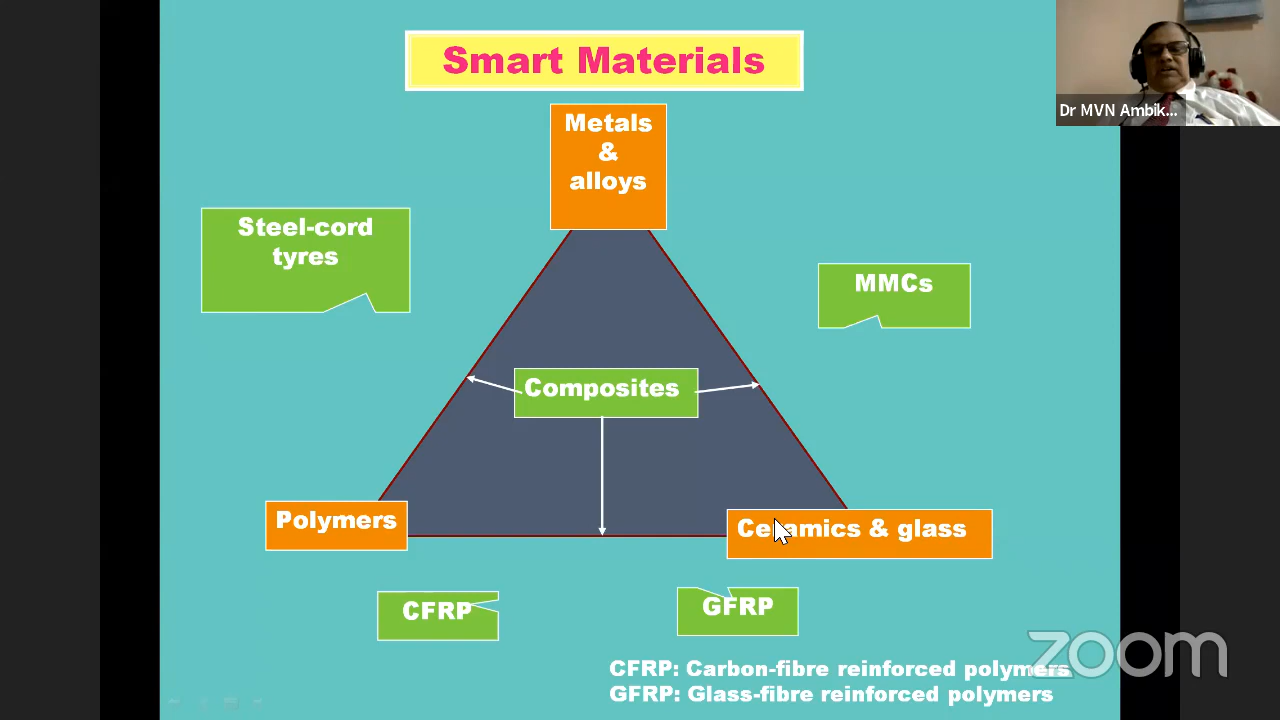 Smart Materials
Dr MVN Ambik...
Metals
&
alloys
Steel-cord
tyres
MMCs
Composites
Polymers
Ceramics & glass
CFRP
GFRP
zoom
CFRP: Carbon-fibre reinforced polymers
GFRP: Glass-fibre reinforced polymers